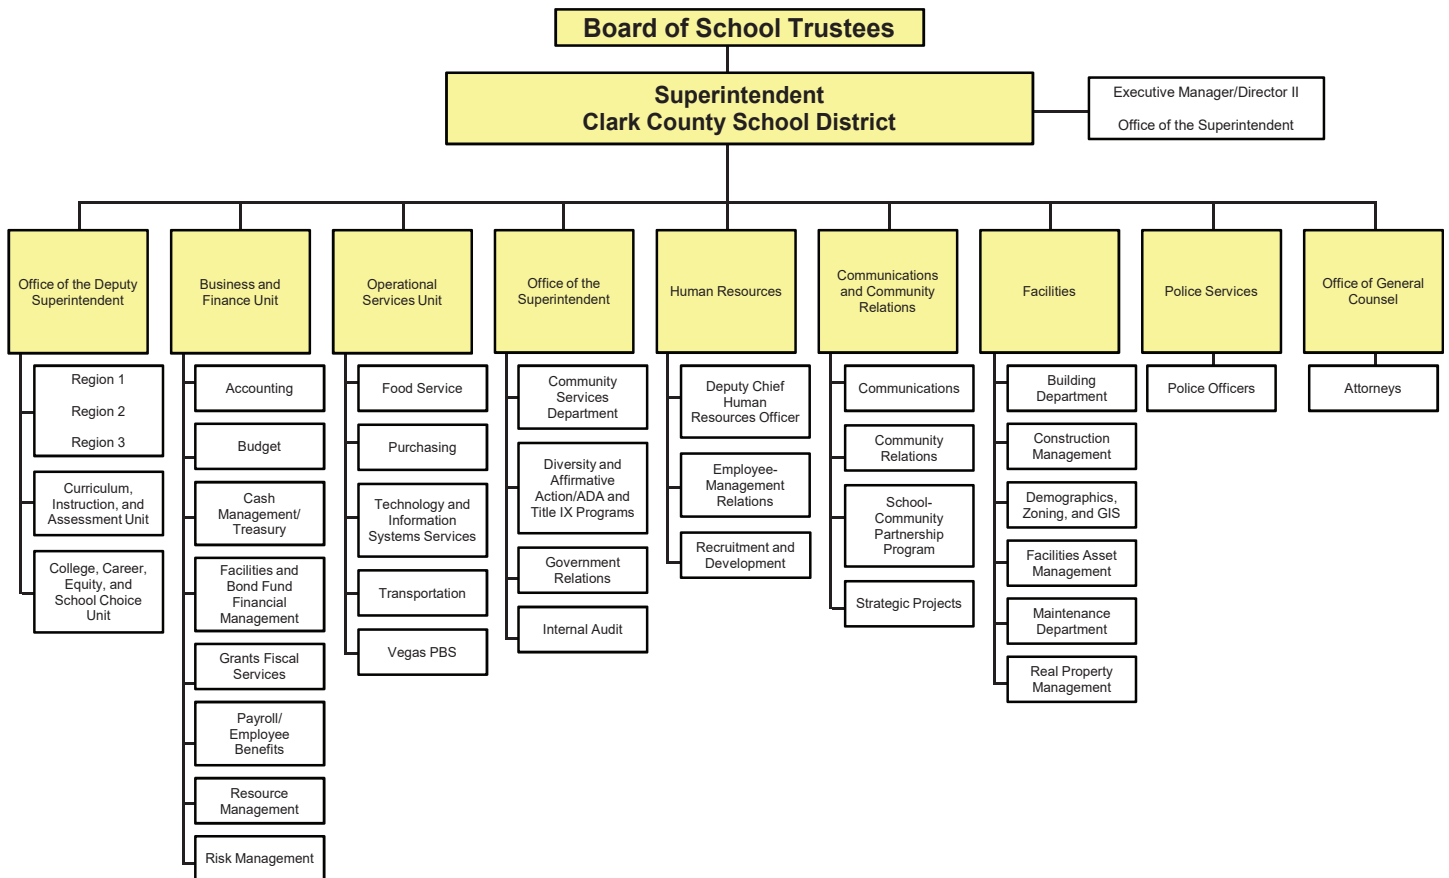 Board of School Trustees
Superintendent
Clark County School District
Executive Manager/Director II
Office of the Superintendent
Office of the Deputy
Superintendent
Business and
Finance Unit
Operational
Services Unit
Office of the
Superintendent
Human Resources
Communications
and Community
Relations
Facilities
Police Services
Office of General
Counsel
Region 1
Region 2
Region 3
Curriculum,
Instruction, and
Assessment Unit
College, Career,
Equity, and
School Choice
Unit
Accounting
Budget
Cash
Management/
Treasury
Facilities and
Bond Fund
Financial
Management
Grants Fiscal
Services
Payroll/
Employee
Benefits
Resource
Management
Risk Management
Food Service
Purchasing
Technology and
Information
Systems Services
Transportation
Vegas PBS
Community
Services
Department
Diversity and
Affirmative
Action/ADA and
Title IX Programs
Government
Relations
Internal Audit
Deputy Chief
Human
Resources Officer
Employee-
Management
Relations
Recruitment and
Development
Communications
Community
Relations
School-
Community
Partnership
Program
Strategic Projects
Building
Department
Construction
Management
Demographics,
Zoning, and GIS
Facilities Asset
Management
Maintenance
Department
Real Property
Management
Police Officers
Attorneys